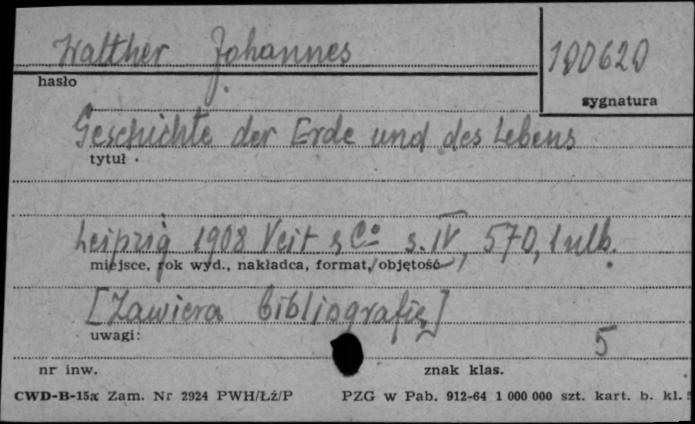 Walther Johannes 100620
hasło
sygnatura
Geschichte der Erde und des Lebens
tytuł
Leipzig 1908 Veit & Co s. IV, 570, 1 nlb.
miejsce, rok wyd., nakładca, format, objętość
[Zawiera bibliografię]
uwagi:
5
nr inw. znak klas.
CWD-B-15a Zam. Nr 2924 PWH/Łź/P PZG w Pab. 912-64 1 000 000 szt. kart. b. kl.